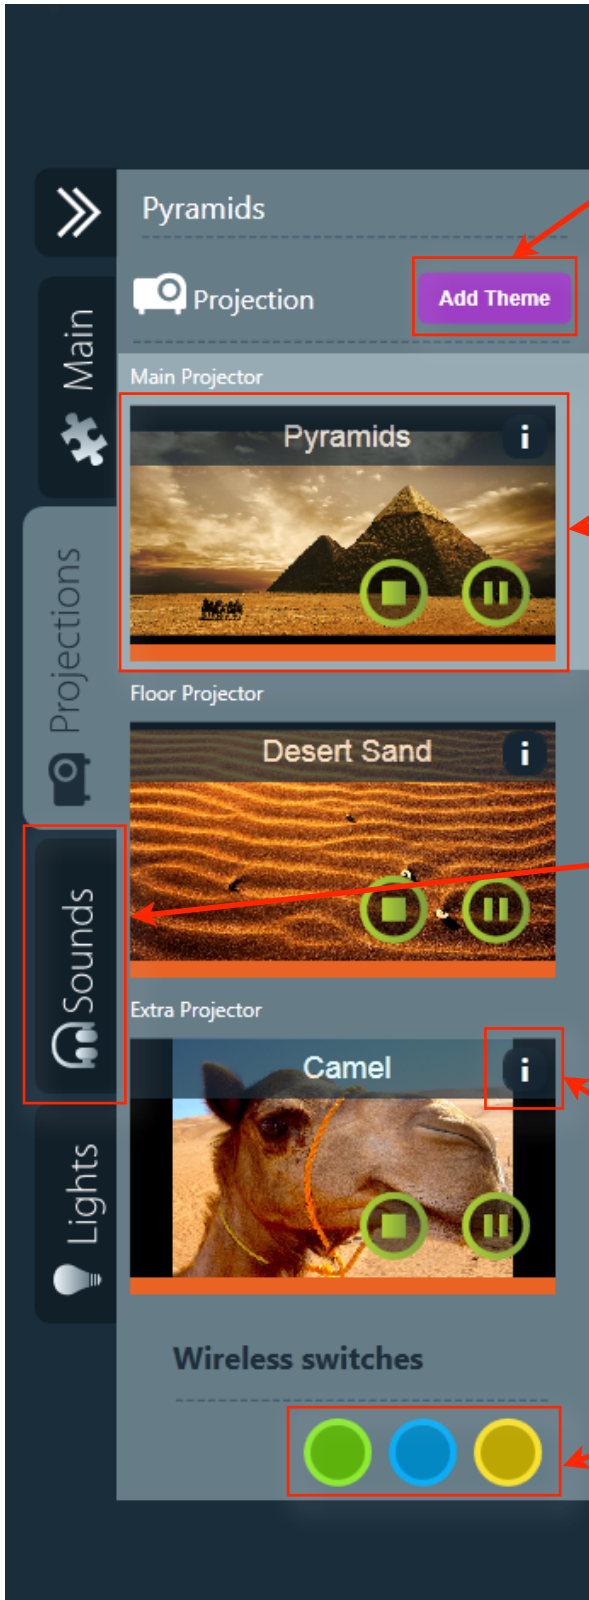 Pyramids
Projection
Add Theme
Main
Main Projector
Pyramids
i
Projections
Floor Projector
Desert Sand
i
Sounds
Extra Projector
Camel
i
Lights
Wireless switches